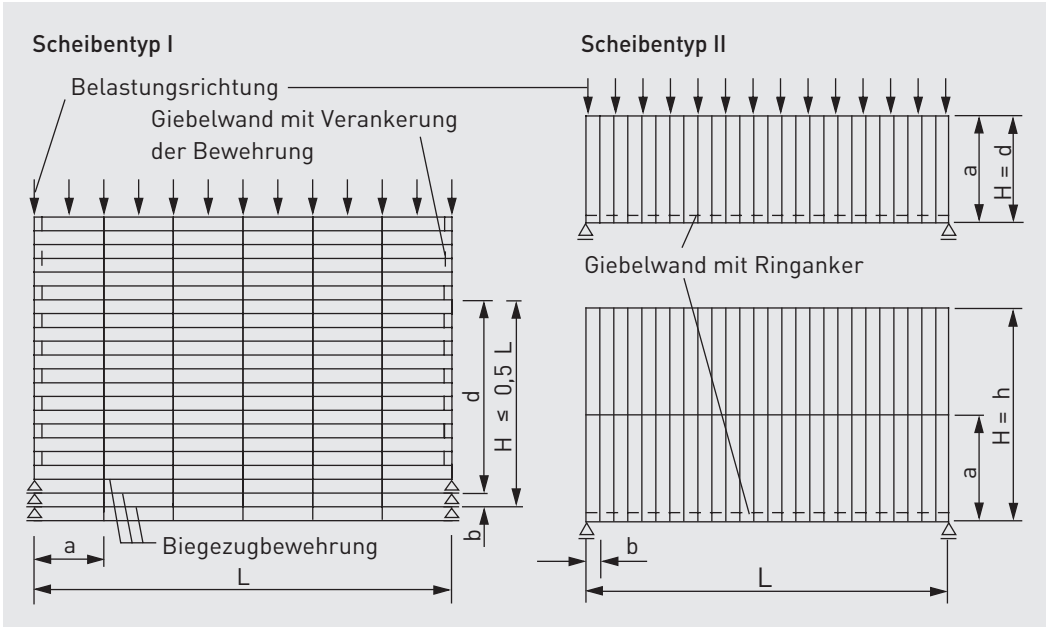 Scheibentyp I
Belastungsrichtung
Giebelwand mit Verankerung
der Bewehrung
d
H ≤ 0,5 L
b
Biegezugbewehrung
a
L
Scheibentyp II
a
H = d
Giebelwand mit Ringanker
H = h
a
b
L